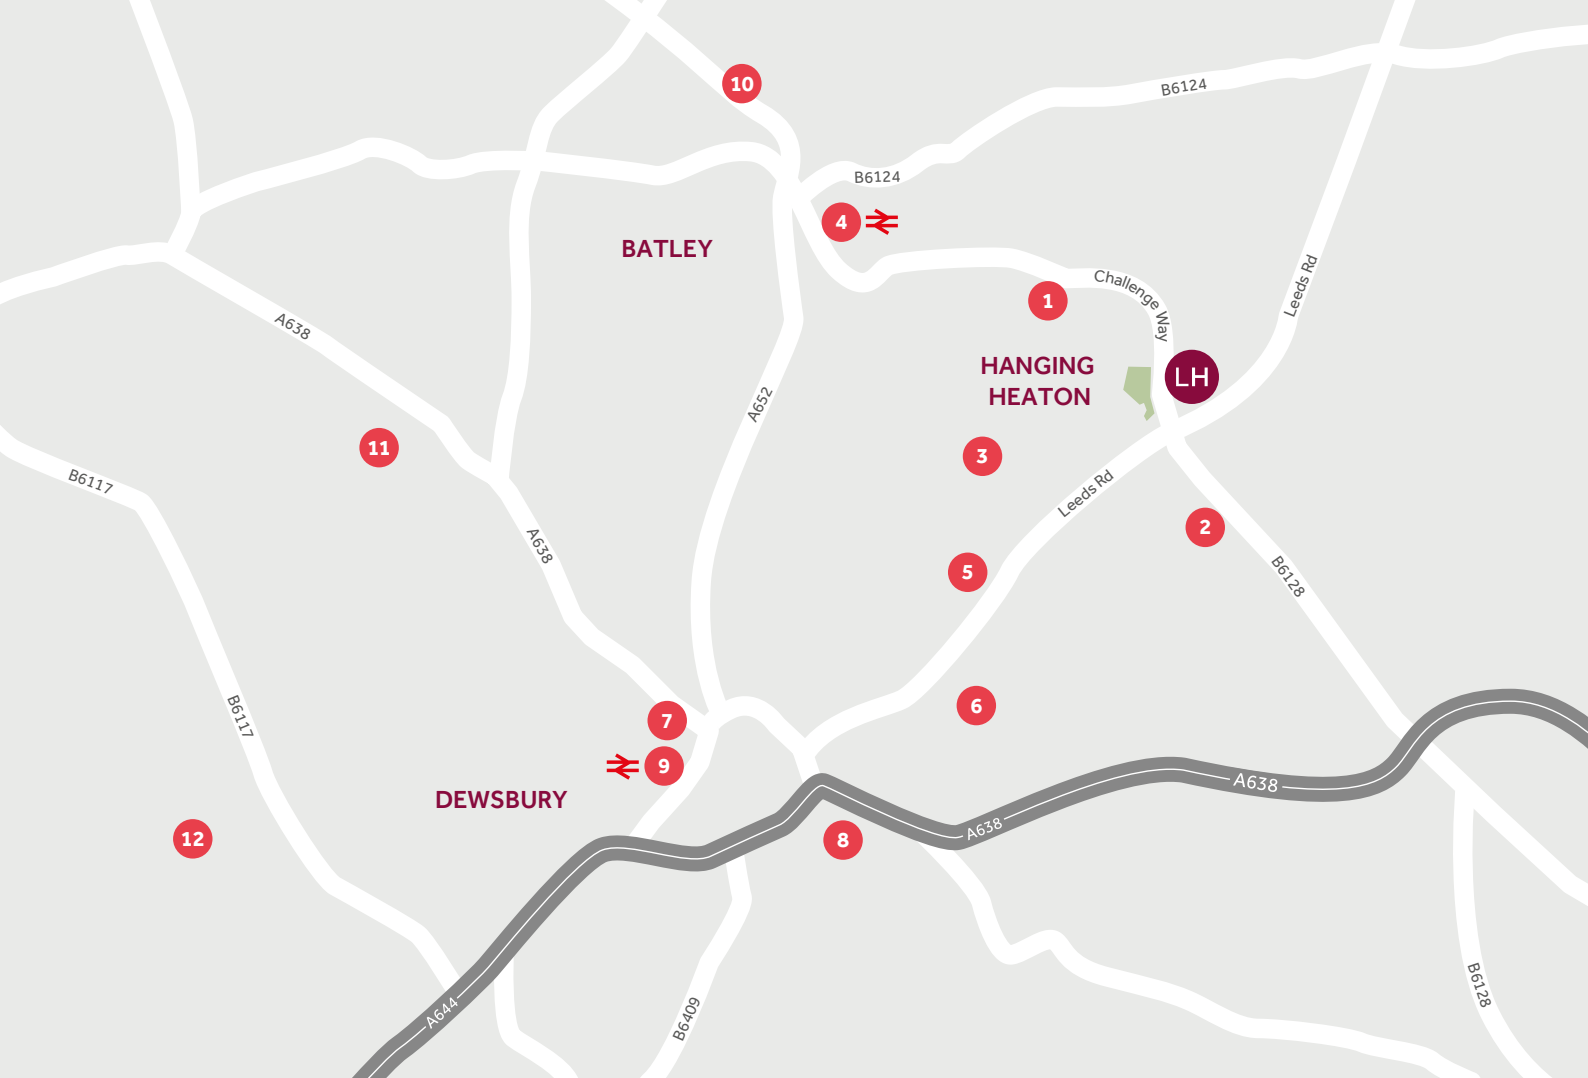 10
B6124
B6124
4
BATLEY
Challenge Way
Leeds Rd
1
A638
HANGING
HEATON
LH
A652
11
3
B6117
Leeds Rd
2
A638
5
B6128
6
B6117
7
9
DEWSBURY
A638
A638
12
8
B6128
A644
B6409